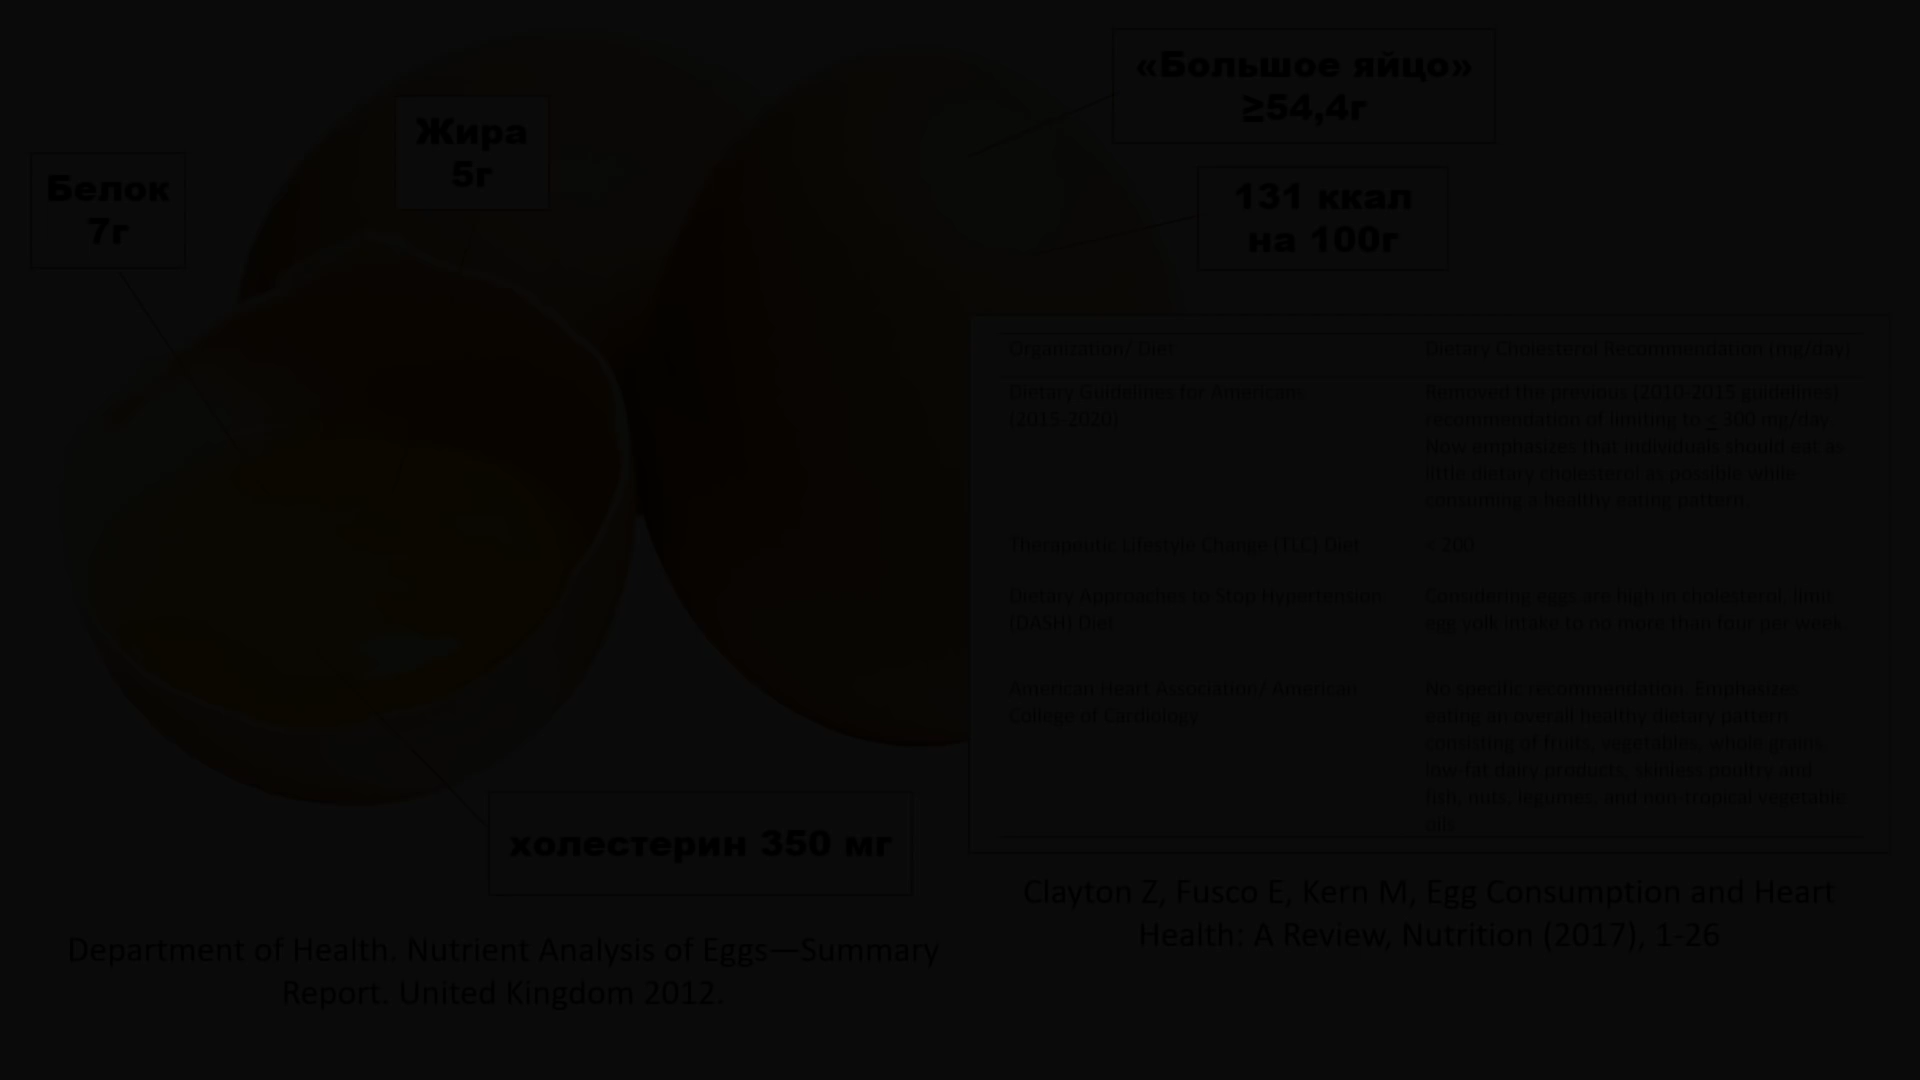 «Большое яйцо»
≥54,4г
Жира
5г
Белок
7г
131 ккал
на 100г
Organization/ Diet
Dietary Cholesterol Recommendation (mg/day)
Dietary Guidelines for Americans
(2015-2020)
Removed the previous (2010-2015 guidelines)
recommendation of limiting to ≤ 300 mg/day.
Now emphasizes that individuals should eat as
little dietary cholesterol as possible while
consuming a healthy eating pattern.
Therapeutic Lifestyle Change (TLC) Diet
< 200
Dietary Approaches to Stop Hypertension
(DASH) Diet
Considering eggs are high in cholesterol, limit
egg yolk intake to no more than four per week.
American Heart Association/ American
College of Cardiology
No specific recommendation. Emphasizes
eating an overall healthy dietary pattern
consisting of fruits, vegetables, whole grains,
low-fat dairy products, skinless poultry and
fish, nuts, legumes, and non-tropical vegetable
oils.
холестерин 350 мг
Clayton Z, Fusco E, Kern M, Egg Consumption and Heart
Health: A Review, Nutrition (2017), 1-26
Department of Health. Nutrient Analysis of Eggs—Summary
Report. United Kingdom 2012.